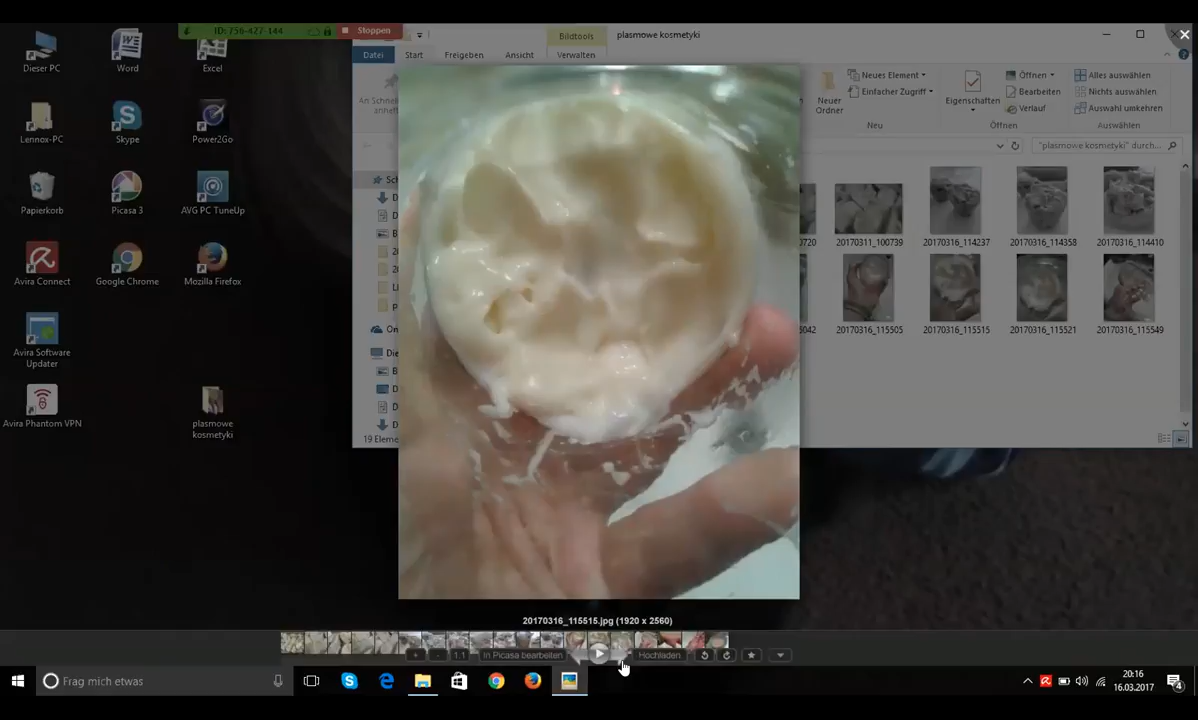 ID: 756-427-144
Stoppen
Bildtools
plasmowe kosmetyki
Datei
Start
Freigeben
Ansicht
Verwalten
Neuer Ordner
Neues Element
Einfacher Zugriff
Neu
Eigenschaften
Öffnen
Bearbeiten
Verlauf
Öffnen
Alles auswählen
Nichts auswählen
Auswahl umkehren
Auswählen
"plasmowe kosmetyki" durch...
20170311_100739
20170316_114237
20170316_114358
20170316_114410
20170316_115505
20170316_115515
20170316_115521
20170316_115549
19 Elemen
Dieser PC
Word
Excel
Lennox-PC
Skype
Power2Go
Papierkorb
Picasa 3
AVG PC TuneUp
Avira Connect
Google Chrome
Mozilla Firefox
Avira Software
Updater
Avira Phantom VPN
plasmowe
kosmetyki
20170316_115515.jpg (1920 x 2560)
1:1
In Picasa bearbeiten
Hochladen
Frag mich etwas
20:16
16.03.2017
4